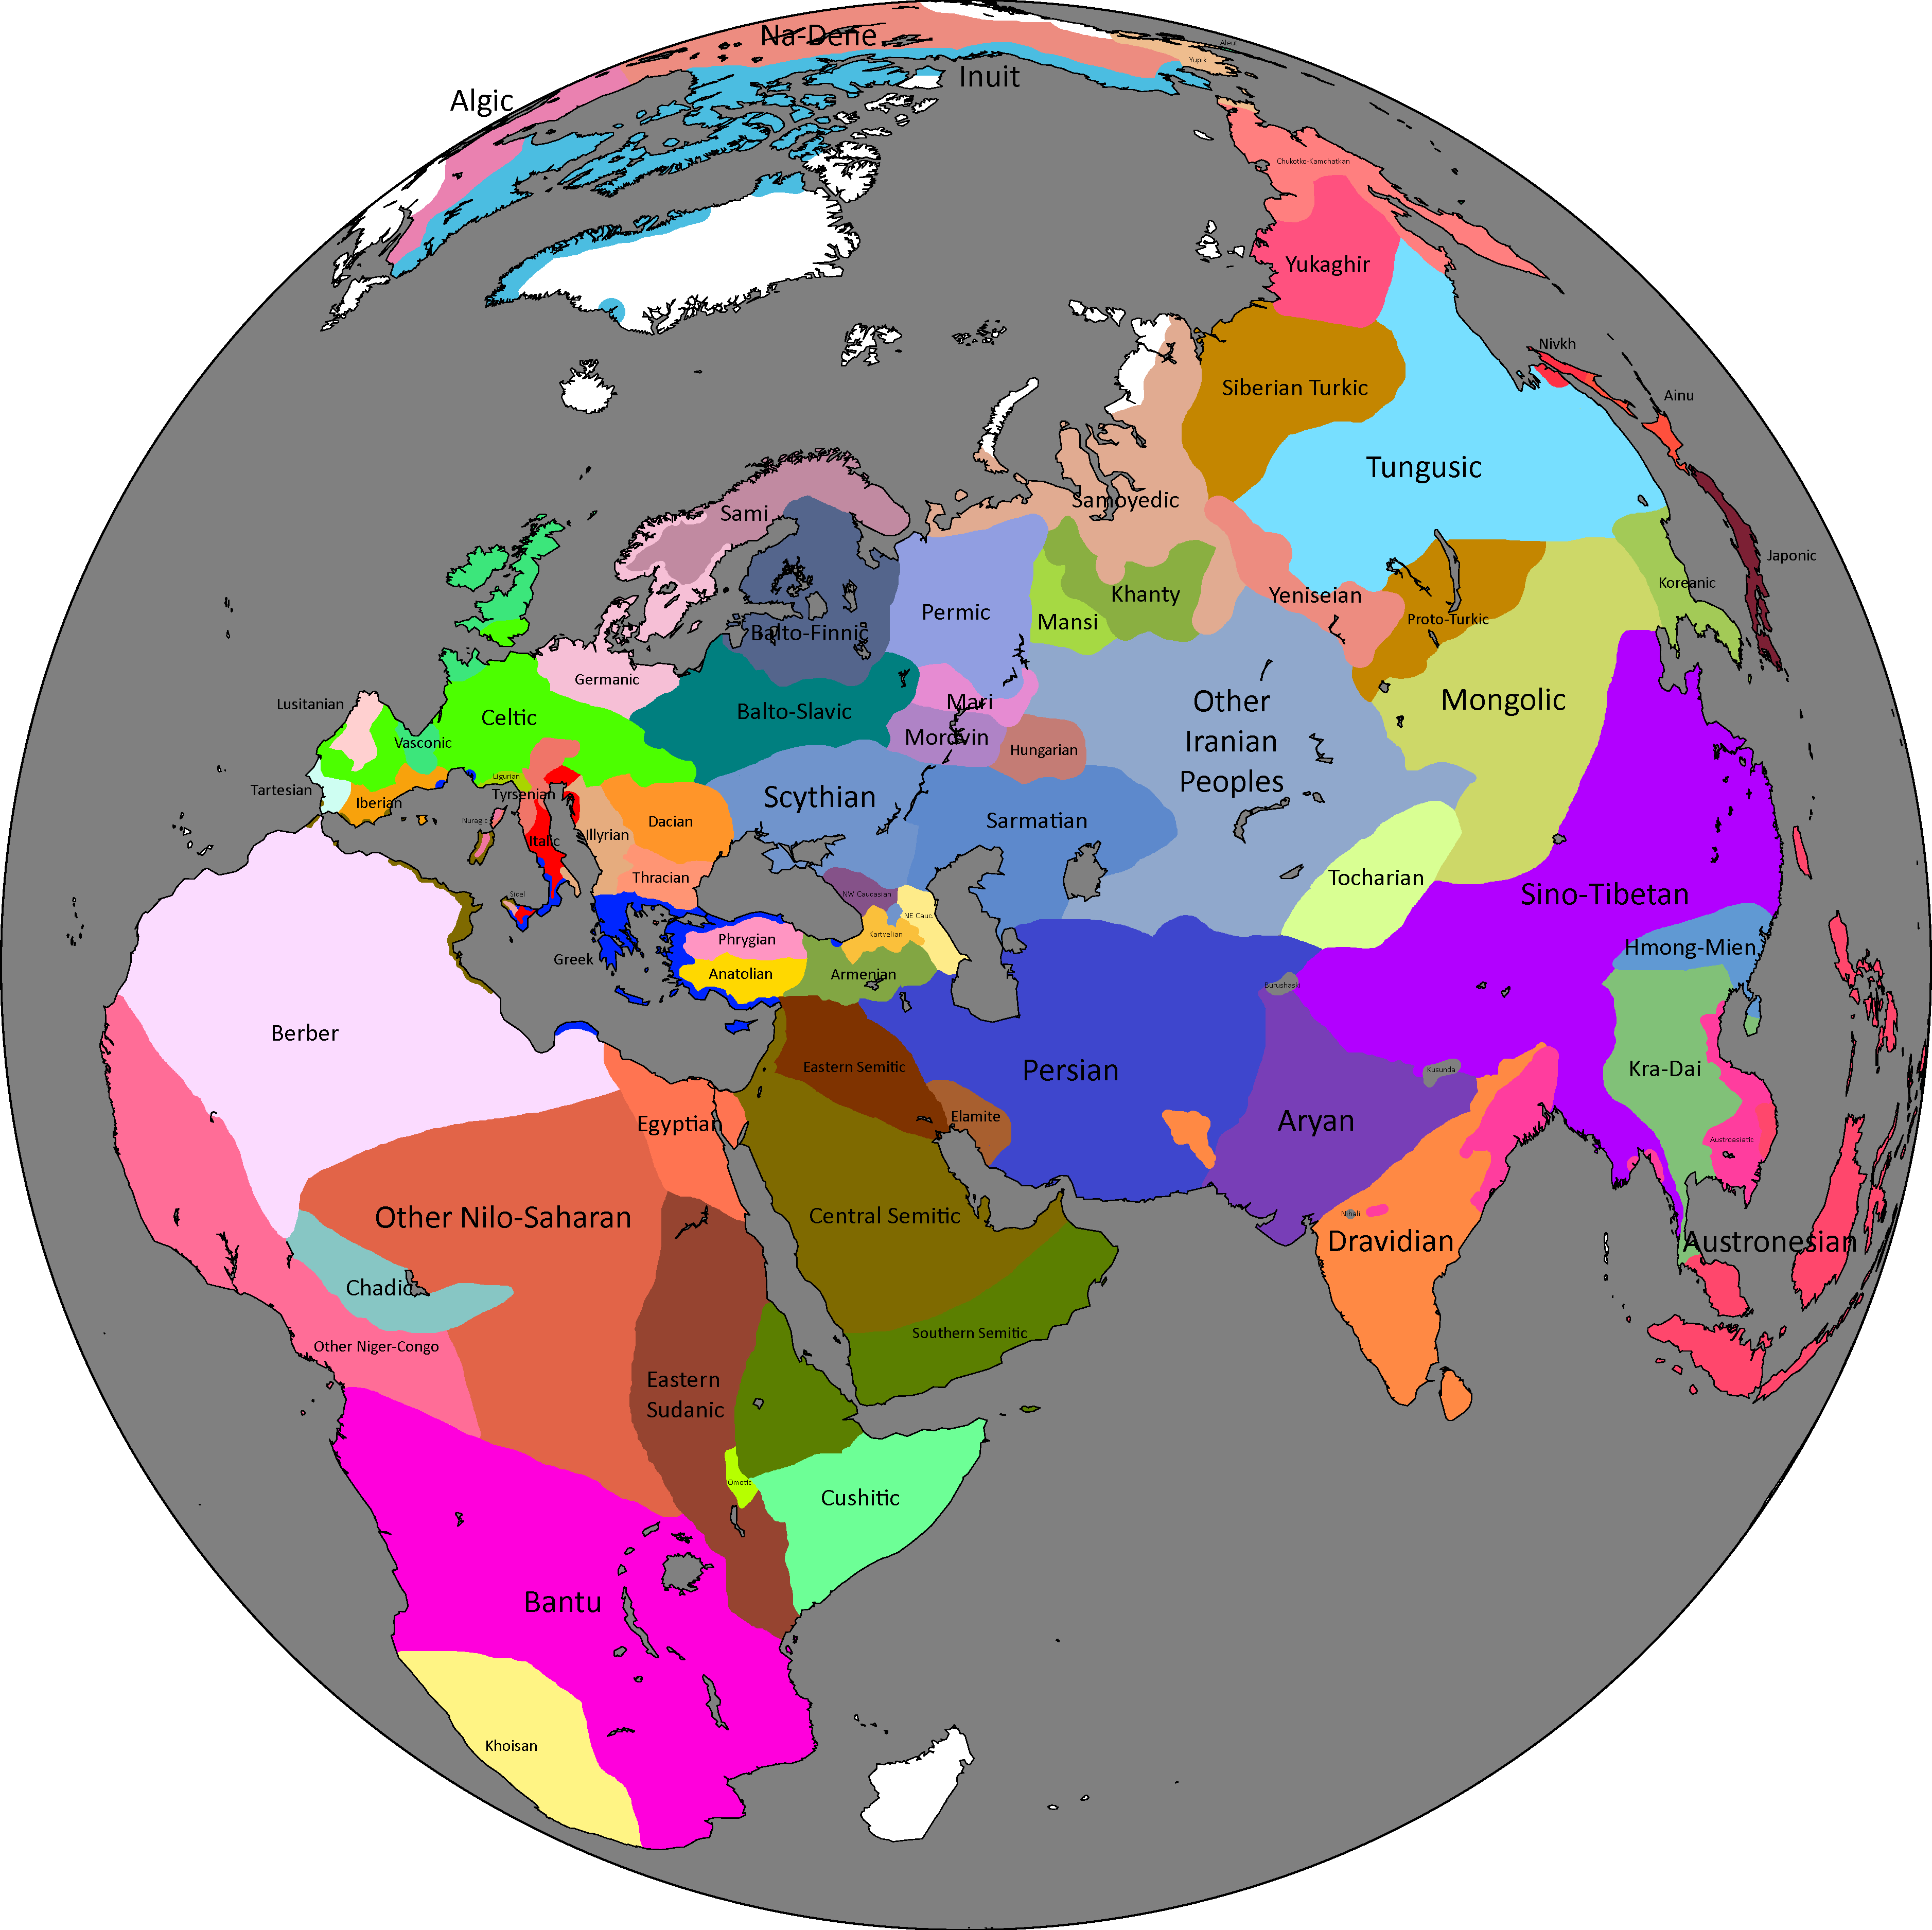 Na-Dene
Aleut
Yupik
Inuit
Algic
Chukotko-Kamchatkan
Yukaghir
Nivkh
Siberian Turkic
Ainu
Tungusic
Samoyedic
Sami
Japonic
Koreanic
Yeniseian
Khanty
Permic
Mansi
Proto-Turkic
Balto-Finnic
Germanic
Mari
Other
Iranian
Peoples
Mongolic
Lusitanian
Celtic
Balto-Slavic
Mordvin
Vasconic
Hungarian
Ligurian
Tartesian
Tyrsenian
Iberian
Scythian
Nuragic
Dacian
Sarmatian
Italic
Illyrian
Thracian
Tocharian
Sicel
NW Caucasian
Sino-Tibetan
NE Cauc.
Kartvelian
Phrygian
Hmong-Mien
Greek
Anatolian
Armenian
Burushaski
Berber
Eastern Semitic
Persian
Kusunda
Kra-Dai
Elamite
Egyptian
Aryan
Austroasiatic
Other Nilo-Saharan
Central Semitic
Nihali
Dravidian
Austronesian
Chadic
Southern Semitic
Other Niger-Congo
Eastern
Sudanic
Omotic
Cushitic
Bantu
Khoisan